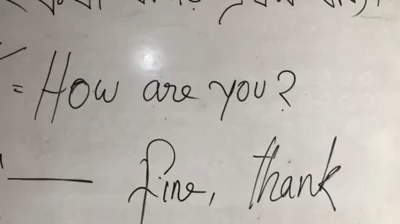 = How are you?
— fine, thank